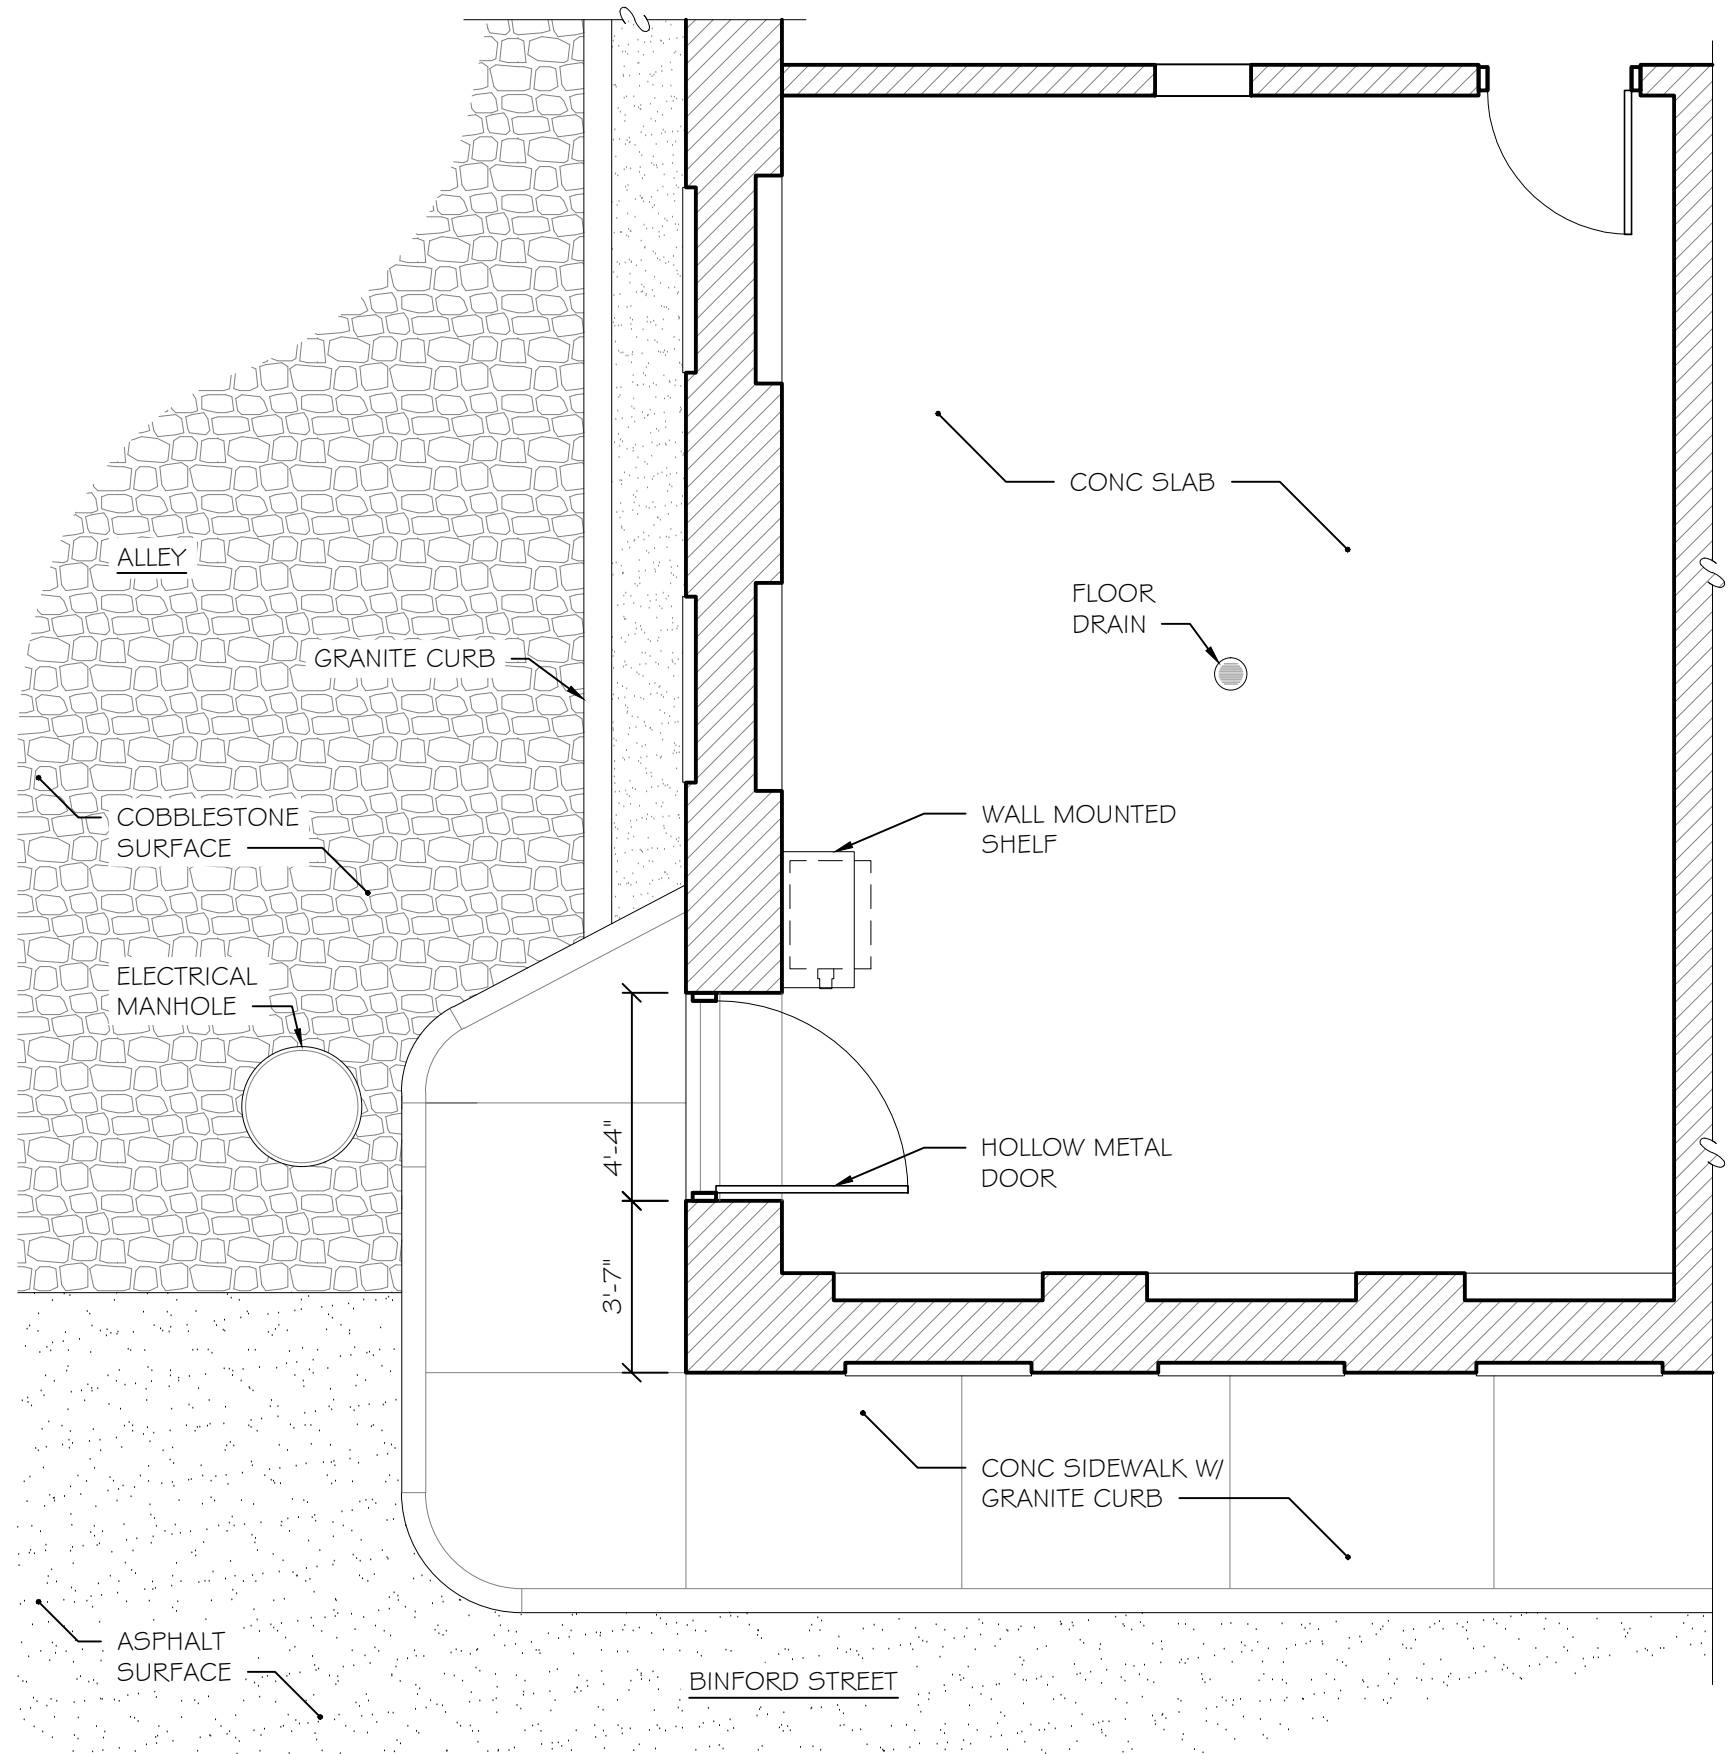 CONC SLAB
ALLEY
FLOOR
DRAIN
GRANITE CURB
COBBLESTONE
SURFACE
WALL MOUNTED
SHELF
ELECTRICAL
MANHOLE
4'-4"
HOLLOW METAL
DOOR
3'-7"
CONC SIDEWALK W/
GRANITE CURB
ASPHALT
SURFACE
BINFORD STREET